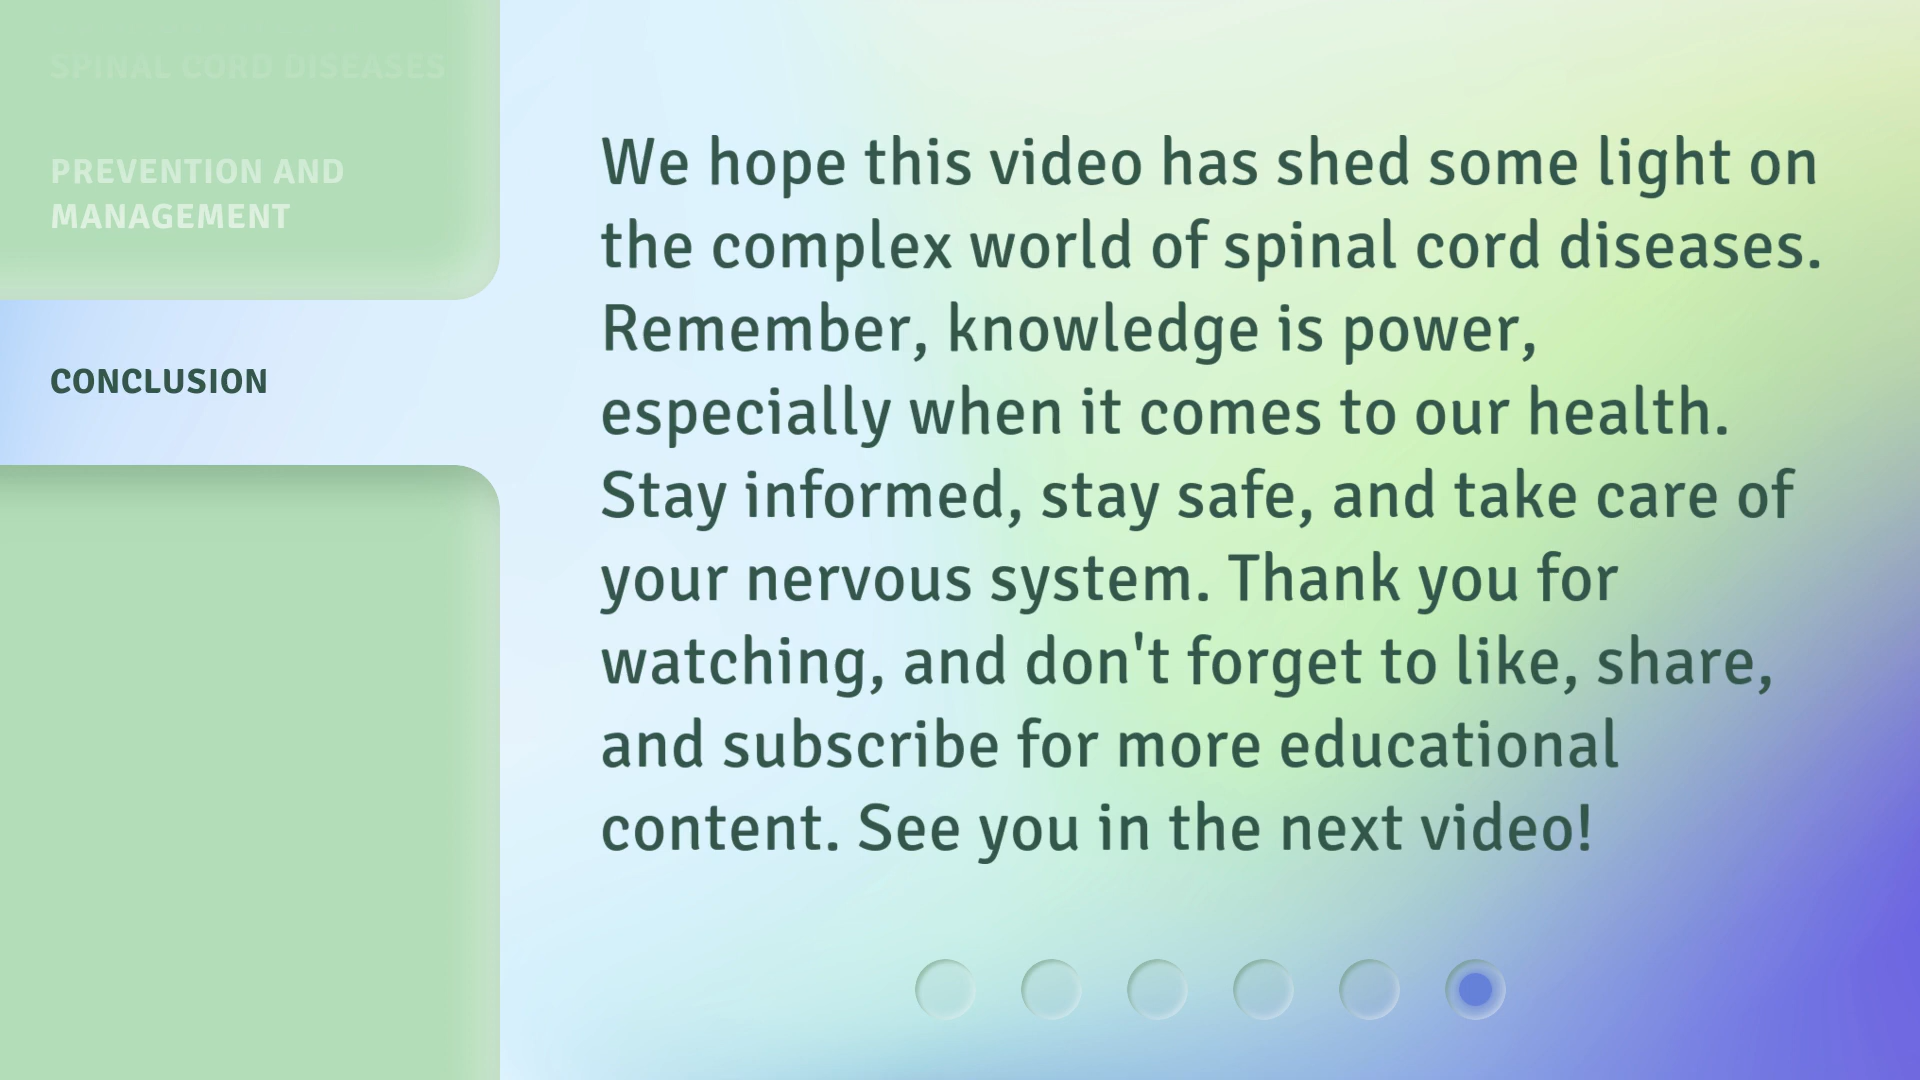 SPINAL CORD DISEASES
PREVENTION AND
MANAGEMENT
CONCLUSION
We hope this video has shed some light on
the complex world of spinal cord diseases.
Remember, knowledge is power,
especially when it comes to our health.
Stay informed, stay safe, and take care of
your nervous system. Thank you for
watching, and don't forget to like, share,
and subscribe for more educational
content. See you in the next video!